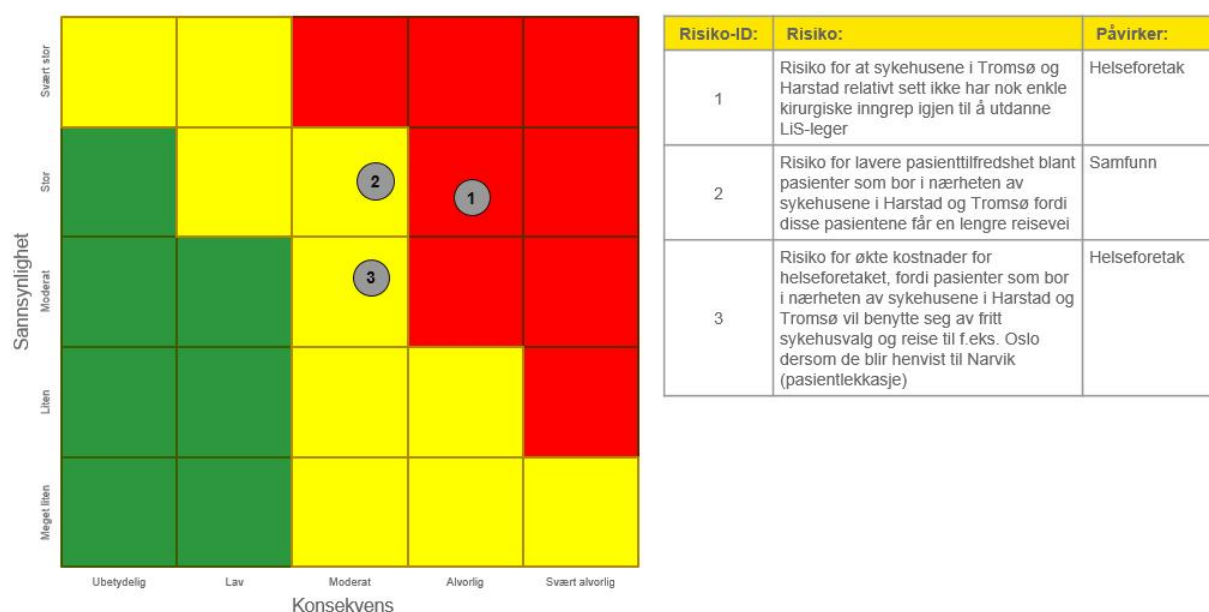 Svært stor
Stor
Moderat
Liten
Meget liten
Sannsynlighet
2
1
3
Ubetydelig
Lav
Moderat
Alvorlig
Svært alvorlig
Konsekvens
Risiko-ID:
Risiko:
Påvirker:
1
Risiko for at sykehusene i Tromsø og
Harstad relativt sett ikke har nok enkle
kirurgiske inngrep igjen til å utdanne
LiS-leger
Helseforetak
2
Risiko for lavere pasienttilfredshet blant
pasienter som bor i nærheten av
sykehusene i Harstad og Tromsø fordi
disse pasientene får en lengre reisevei
Samfunn
3
Risiko for økte kostnader for
helseforetaket, fordi pasienter som bor
i nærheten av sykehusene i Harstad og
Tromsø vil benytte seg av fritt
sykehusvalg og reise til f.eks. Oslo
dersom de blir henvist til Narvik
(pasientlekkasje)
Helseforetak